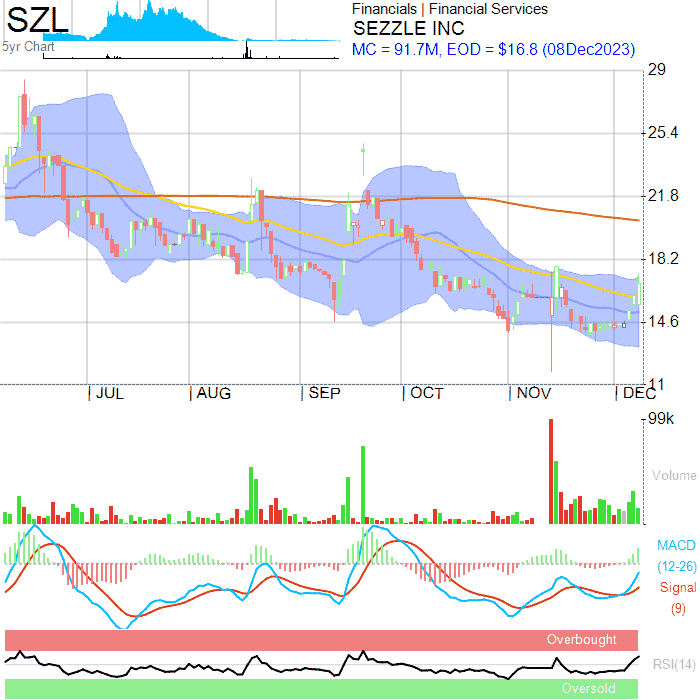 SZL
5yr Chart
Financials | Financial Services
SEZZLE INC
MC = 91.7M, EOD = $16.8 (08Dec2023)
29
25.4
21.8
18.2
14.6
11
JUL AUG SEP OCT NOV DEC
99k
Volume
MACD
(12-26)
Signal
(9)
Overbought
RSI(14)
Oversold